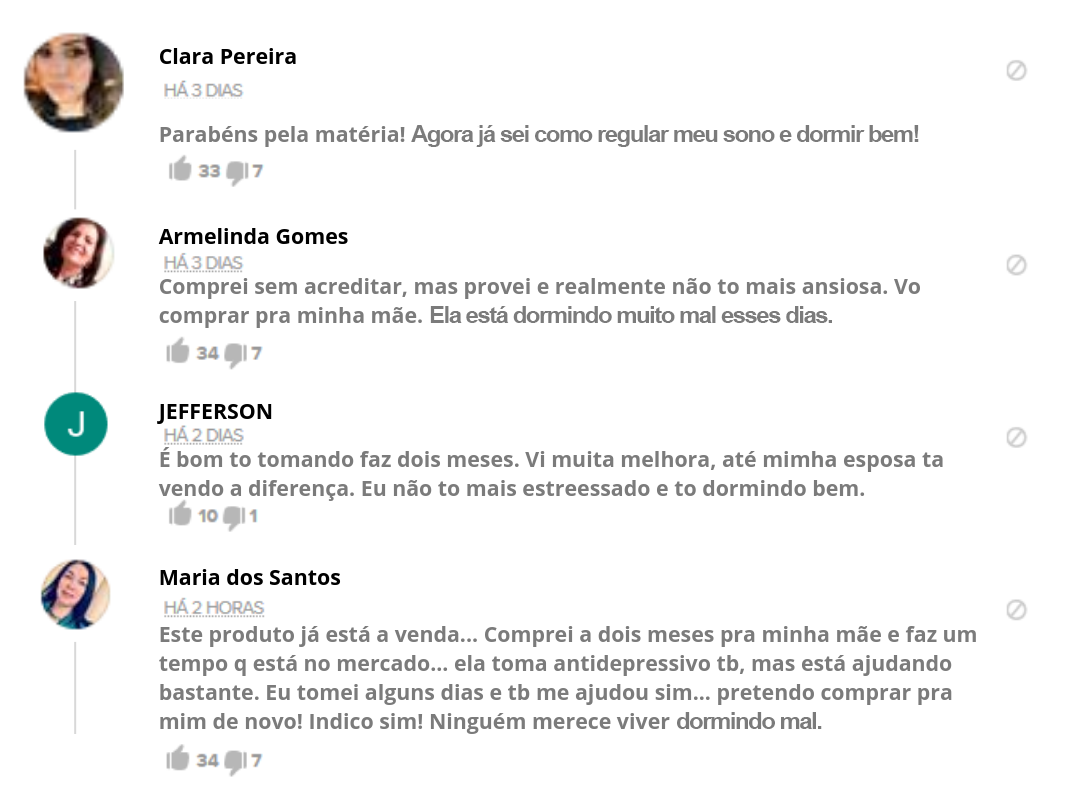 Clara Pereira
HÁ 3 DIAS
Parabéns pela matéria! Agora já sei como regular meu sono e dormir bem!
33 7
Armelinda Gomes
HÁ 3 DIAS
Comprei sem acreditar, mas provei e realmente não to mais ansiosa. Vo
comprar pra minha mãe. Ela está dormindo muito mal esses dias.
34 7
J
JEFFERSON
HÁ 2 DIAS
É bom to tomando faz dois meses. Vi muita melhora, até mimha esposa ta
vendo a diferença. Eu não to mais estreessado e to dormindo bem.
10 1
Maria dos Santos
HÁ 2 HORAS
Este produto já está a venda... Comprei a dois meses pra minha mãe e faz um
tempo q está no mercado... ela toma antidepressivo tb, mas está ajudando
bastante. Eu tomei alguns dias e tb me ajudou sim... pretendo comprar pra
mim de novo! Indico sim! Ninguém merece viver dormindo mal.
34 7